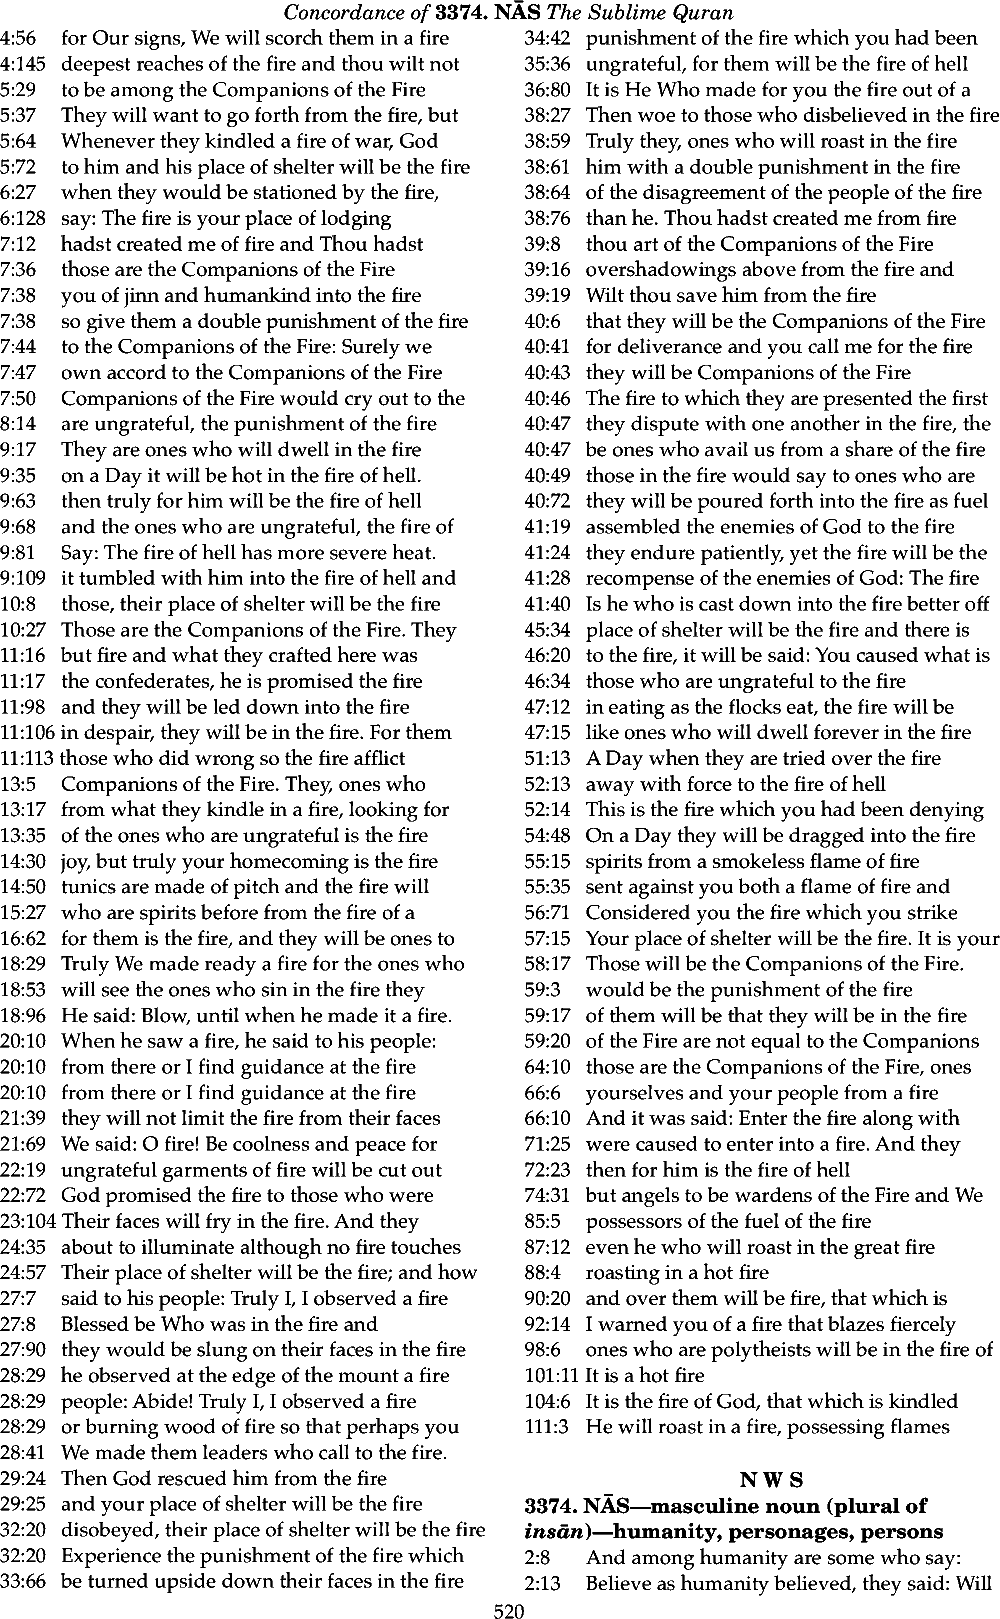 Concordance of 3374. NĀS The Sublime Quran
4:56 for Our signs, We will scorch them in a fire
4:145 deepest reaches of the fire and thou wilt not
5:29 to be among the Companions of the Fire
5:37 They will want to go forth from the fire, but
5:64 Whenever they kindled a fire of war, God
5:72 to him and his place of shelter will be the fire
6:27 when they would be stationed by the fire,
6:128 say: The fire is your place of lodging
7:12 hadst created me of fire and Thou hadst
7:36 those are the Companions of the Fire
7:38 you of jinn and humankind into the fire
7:38 so give them a double punishment of the fire
7:44 to the Companions of the Fire: Surely we
7:47 own accord to the Companions of the Fire
7:50 Companions of the Fire would cry out to the
8:14 are ungrateful, the punishment of the fire
9:17 They are ones who will dwell in the fire
9:35 on a Day it will be hot in the fire of hell.
9:63 then truly for him will be the fire of hell
9:68 and the ones who are ungrateful, the fire of
9:81 Say: The fire of hell has more severe heat.
9:109 it tumbled with him into the fire of hell and
10:8 those, their place of shelter will be the fire
10:27 Those are the Companions of the Fire. They
11:16 but fire and what they crafted here was
11:17 the confederates, he is promised the fire
11:98 and they will be led down into the fire
11:106 in despair, they will be in the fire. For them
11:113 those who did wrong so the fire afflict
13:5 Companions of the Fire. They, ones who
13:17 from what they kindle in a fire, looking for
13:35 of the ones who are ungrateful is the fire
14:30 joy, but truly your homecoming is the fire
14:50 tunics are made of pitch and the fire will
15:27 who are spirits before from the fire of a
16:62 for them is the fire, and they will be ones to
18:29 Truly We made ready a fire for the ones who
18:53 will see the ones who sin in the fire they
18:96 He said: Blow, until when he made it a fire.
20:10 When he saw a fire, he said to his people:
20:10 from there or I find guidance at the fire
20:10 from there or I find guidance at the fire
21:39 they will not limit the fire from their faces
21:69 We said: O fire! Be coolness and peace for
22:19 ungrateful garments of fire will be cut out
22:72 God promised the fire to those who were
23:104 Their faces will fry in the fire. And they
24:35 about to illuminate although no fire touches
24:57 Their place of shelter will be the fire; and how
27:7 said to his people: Truly I, I observed a fire
27:8 Blessed be Who was in the fire and
27:90 they would be slung on their faces in the fire
28:29 he observed at the edge of the mount a fire
28:29 people: Abide! Truly I, I observed a fire
28:29 or burning wood of fire so that perhaps you
28:41 We made them leaders who call to the fire.
29:24 Then God rescued him from the fire
29:25 and your place of shelter will be the fire
32:20 disobeyed, their place of shelter will be the fire
32:20 Experience the punishment of the fire which
33:66 be turned upside down their faces in the fire
34:42 punishment of the fire which you had been
35:36 ungrateful, for them will be the fire of hell
36:80 It is He Who made for you the fire out of a
38:27 Then woe to those who disbelieved in the fire
38:59 Truly they, ones who will roast in the fire
38:61 him with a double punishment in the fire
38:64 of the disagreement of the people of the fire
38:76 than he. Thou hadst created me from fire
39:8 thou art of the Companions of the Fire
39:16 overshadowings above from the fire and
39:19 Wilt thou save him from the fire
40:6 that they will be the Companions of the Fire
40:41 for deliverance and you call me for the fire
40:43 they will be Companions of the Fire
40:46 The fire to which they are presented the first
40:47 they dispute with one another in the fire, the
40:47 be ones who avail us from a share of the fire
40:49 those in the fire would say to ones who are
40:72 they will be poured forth into the fire as fuel
41:19 assembled the enemies of God to the fire
41:24 they endure patiently, yet the fire will be the
41:28 recompense of the enemies of God: The fire
41:40 Is he who is cast down into the fire better off
45:34 place of shelter will be the fire and there is
46:20 to the fire, it will be said: You caused what is
46:34 those who are ungrateful to the fire
47:12 in eating as the flocks eat, the fire will be
47:15 like ones who will dwell forever in the fire
51:13 A Day when they are tried over the fire
52:13 away with force to the fire of hell
52:14 This is the fire which you had been denying
54:48 On a Day they will be dragged into the fire
55:15 spirits from a smokeless flame of fire
55:35 sent against you both a flame of fire and
56:71 Considered you the fire which you strike
57:15 Your place of shelter will be the fire. It is your
58:17 Those will be the Companions of the Fire.
59:3 would be the punishment of the fire
59:17 of them will be that they will be in the fire
59:20 of the Fire are not equal to the Companions
64:10 those are the Companions of the Fire, ones
66:6 yourselves and your people from a fire
66:10 And it was said: Enter the fire along with
71:25 were caused to enter into a fire. And they
72:23 then for him is the fire of hell
74:31 but angels to be wardens of the Fire and We
85:5 possessors of the fuel of the fire
87:12 even he who will roast in the great fire
88:4 roasting in a hot fire
90:20 and over them will be fire, that which is
92:14 I warned you of a fire that blazes fiercely
98:6 ones who are polytheists will be in the fire of
101:11 It is a hot fire
104:6 It is the fire of God, that which is kindled
111:3 He will roast in a fire, possessing flames
N W S
3374. NĀS—masculine noun (plural of
insān)—humanity, personages, persons
2:8 And among humanity are some who say:
2:13 Believe as humanity believed, they said: Will
520